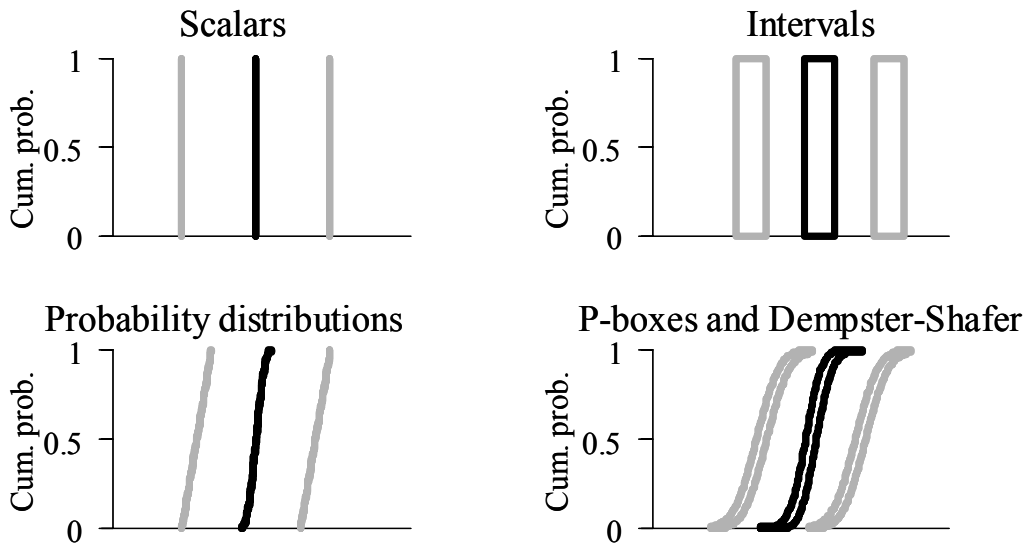 Scalars
1
0.5
0
Cum. prob.
Intervals
1
0.5
0
Cum. prob.
Probability distributions
1
0.5
0
Cum. prob.
P-boxes and Dempster-Shafer
1
0.5
0
Cum. prob.